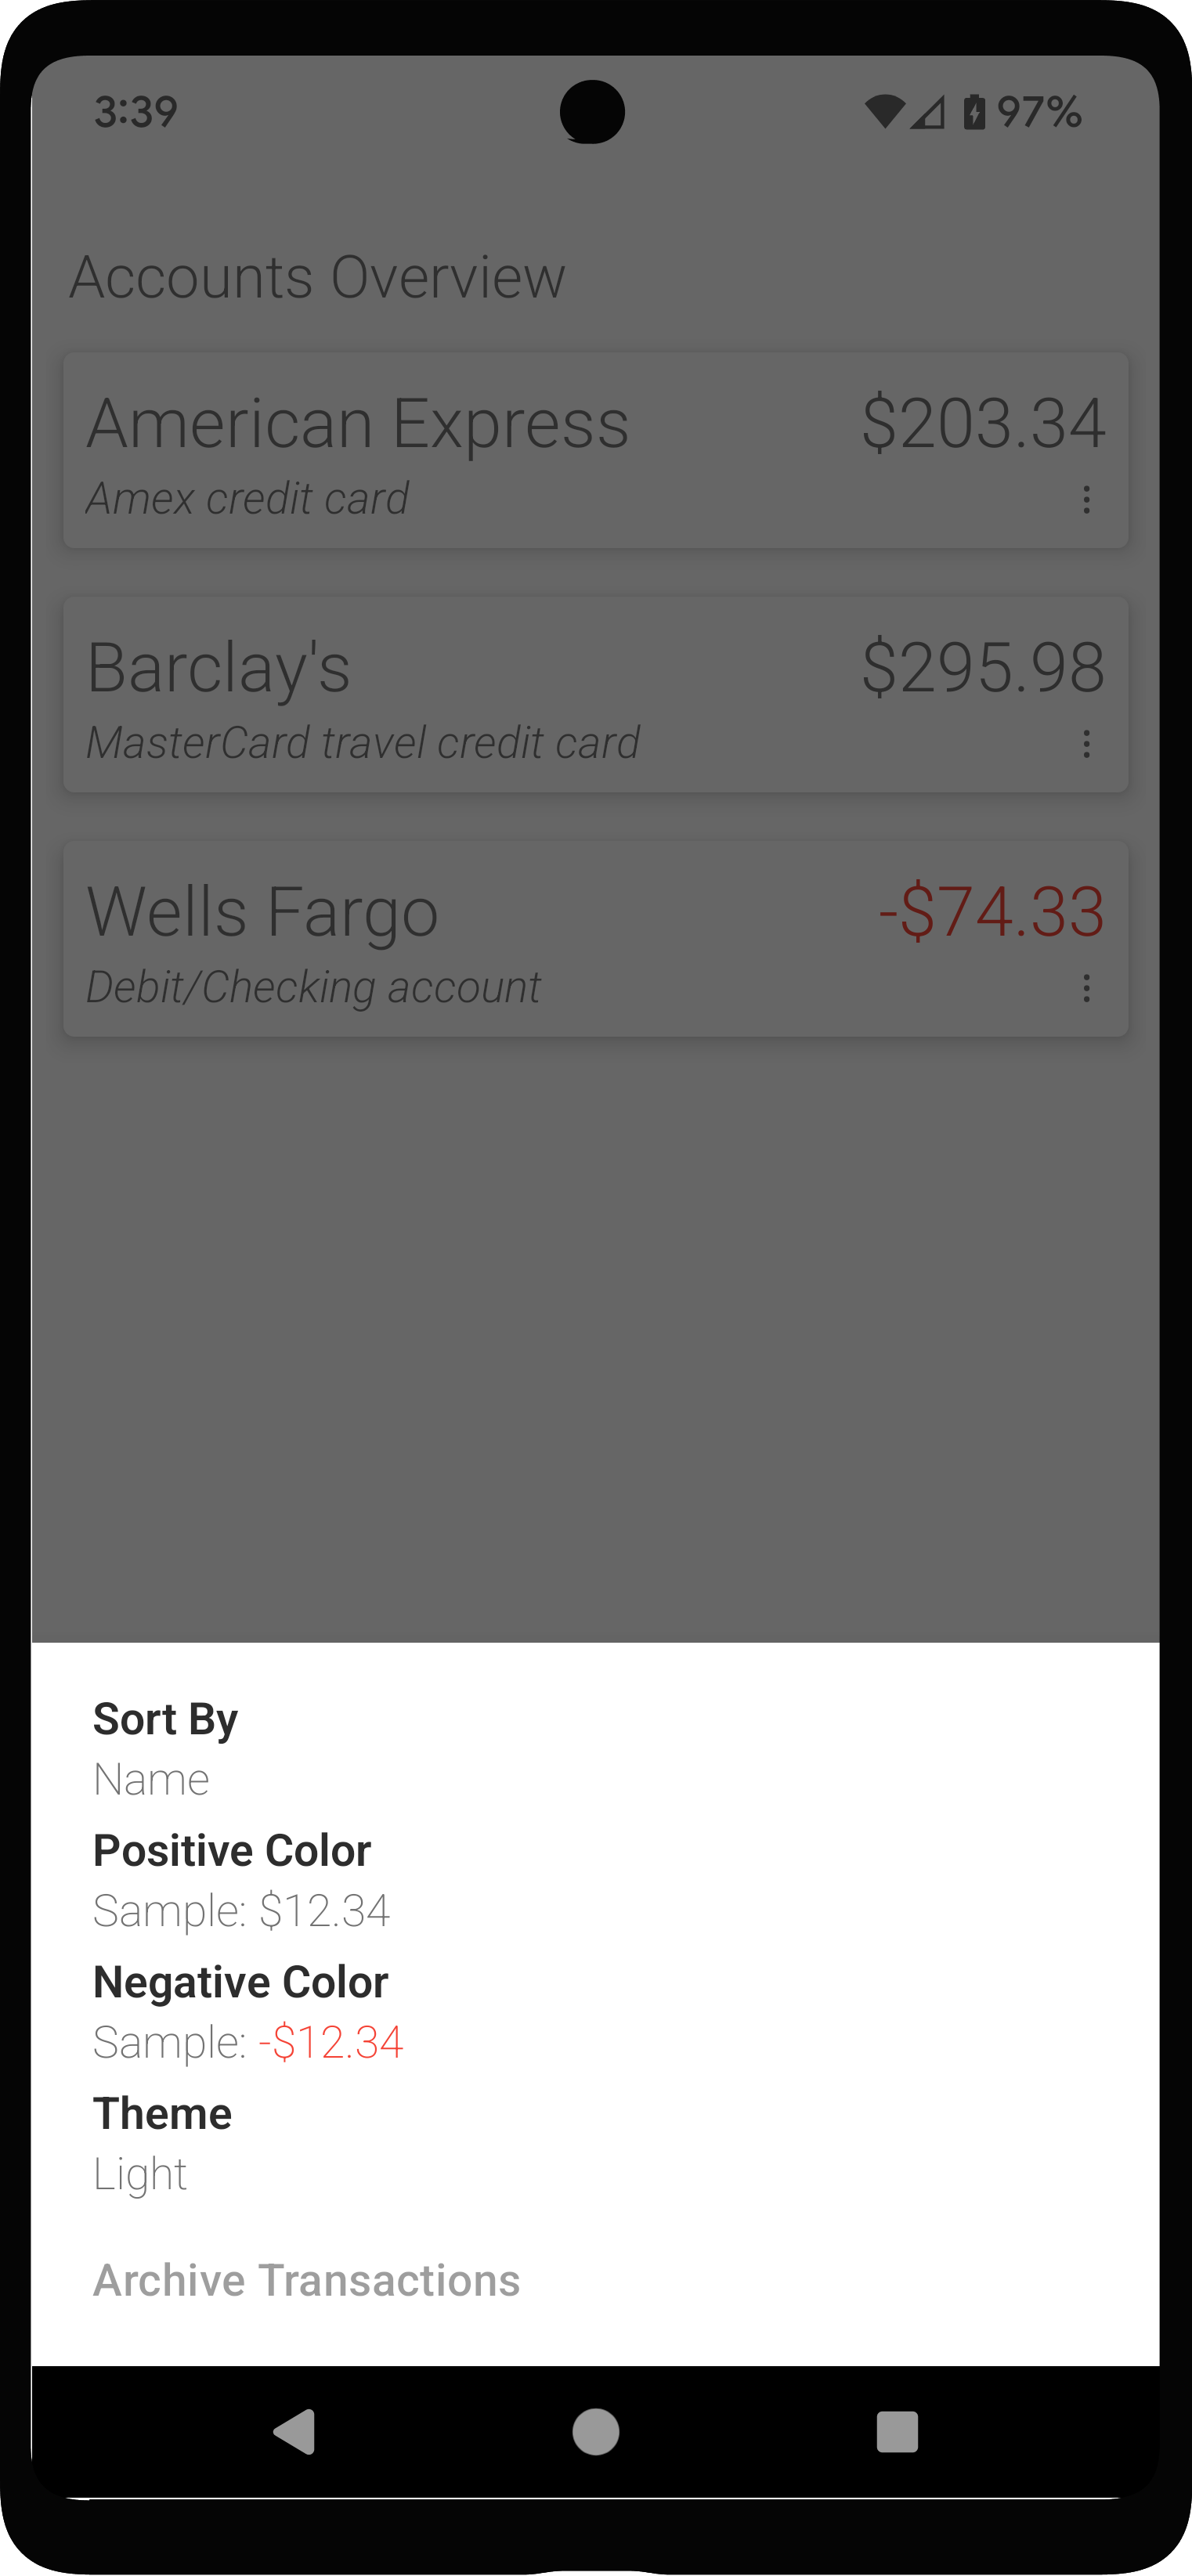 3:39 97%
Accounts Overview
American Express $203.34
Amex credit card
Barclay's $295.98
MasterCard travel credit card
Wells Fargo -$74.33
Debit/Checking account
Sort By
Name
Positive Color
Sample: $12.34
Negative Color
Sample: -$12.34
Theme
Light
Archive Transactions